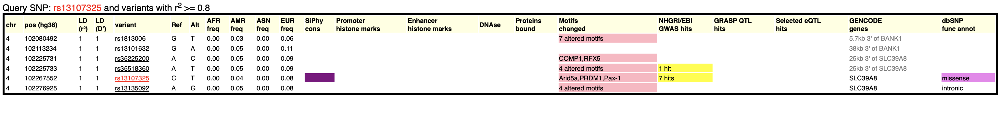 Query SNP: rs13107325 and variants with r² >= 0.8
chr pos (hg38) LD (r²) LD (D') variant Ref Alt AFR freq AMR freq ASN freq EUR freq SiPhy cons Promoter histone marks Enhancer histone marks DNAse Proteins bound Motifs changed NHGRI/EBI GWAS hits GRASP QTL hits Selected eQTL hits GENCODE genes dbSNP func annot
4 102080492 1 1 rs1813006 G T 0.00 0.03 0.00 0.06 7 altered motifs 5.7kb 3' of BANK1
4 102113234 1 1 rs13101632 G A 0.00 0.05 0.00 0.11 38kb 3' of BANK1
4 102225731 1 1 rs35225200 A C 0.00 0.05 0.00 0.09 COMP1,RFX5 25kb 3' of SLC39A8
4 102225733 1 1 rs35518360 A T 0.00 0.05 0.00 0.09 4 altered motifs 1 hit 25kb 3' of SLC39A8
4 102267552 1 1 rs13107325 C T 0.00 0.04 0.00 0.08 Arid5a,PRDM1,Pax-1 7 hits SLC39A8 missense
4 102276925 1 1 rs13135092 A G 0.00 0.05 0.00 0.08 4 altered motifs SLC39A8 intronic